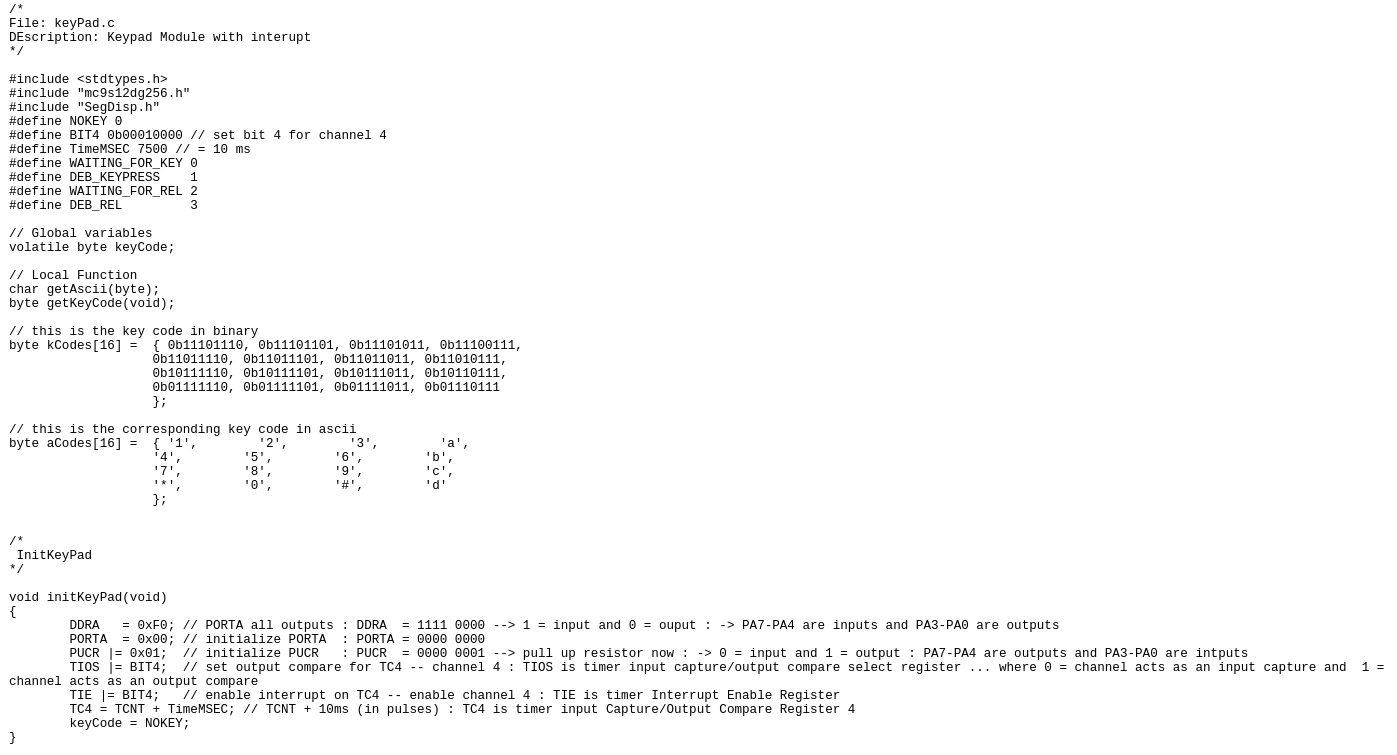 /*
File: keyPad.c
DEscription: Keypad Module with interupt
*/

#include <stdtypes.h>
#include "mc9s12dg256.h"
#include "SegDisp.h"
#define NOKEY 0
#define BIT4 0b00010000 // set bit 4 for channel 4
#define TimeMSEC 7500 // = 10 ms
#define WAITING_FOR_KEY 0
#define DEB_KEYPRESS    1
#define WAITING_FOR_REL 2
#define DEB_REL         3

// Global variables
volatile byte keyCode;

// Local Function
char getAscii(byte);
byte getKeyCode(void);

// this is the key code in binary
byte kCodes[16] =  { 0b11101110, 0b11101101, 0b11101011, 0b11100111,
                   0b11011110, 0b11011101, 0b11011011, 0b11010111,
                   0b10111110, 0b10111101, 0b10111011, 0b10110111,
                   0b01111110, 0b01111101, 0b01111011, 0b01110111
                   };

// this is the corresponding key code in ascii
byte aCodes[16] =  { '1',        '2',        '3',        'a',
                   '4',        '5',        '6',        'b',
                   '7',        '8',        '9',        'c',
                   '*',        '0',        '#',        'd'
                   };


/*
 InitKeyPad
*/

void initKeyPad(void)
{
        DDRA   = 0xF0; // PORTA all outputs : DDRA  = 1111 0000 --> 1 = input and 0 = ouput : -> PA7-PA4 are inputs and PA3-PA0 are outputs
        PORTA  = 0x00; // initialize PORTA  : PORTA = 0000 0000
        PUCR |= 0x01;  // initialize PUCR   : PUCR  = 0000 0001 --> pull up resistor now : -> 0 = input and 1 = output : PA7-PA4 are outputs and PA3-PA0 are intputs
        TIOS |= BIT4;  // set output compare for TC4 -- channel 4 : TIOS is timer input capture/output compare select register ... where 0 = channel acts as an input capture and  1 =
channel acts as an output compare
        TIE |= BIT4;   // enable interrupt on TC4 -- enable channel 4 : TIE is timer Interrupt Enable Register
        TC4 = TCNT + TimeMSEC; // TCNT + 10ms (in pulses) : TC4 is timer input Capture/Output Compare Register 4
        keyCode = NOKEY;
}